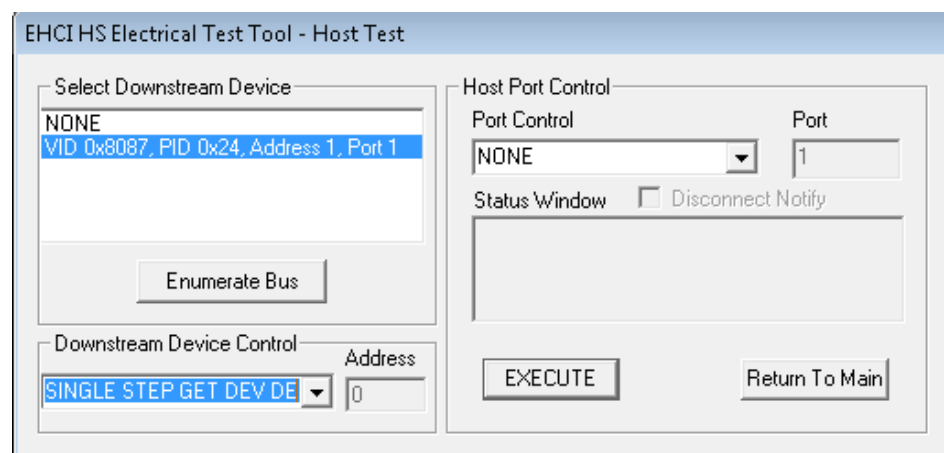 EHCI HS Electrical Test Tool - Host Test
Select Downstream Device
NONE
VID 0x8087, PID 0x24, Address 1, Port 1
Enumerate Bus
Downstream Device Control
Address
SINGLE STEP GET DEV DE
0
Host Port Control
Port Control
Port
NONE
1
Status Window
Disconnect Notify
EXECUTE
Return To Main